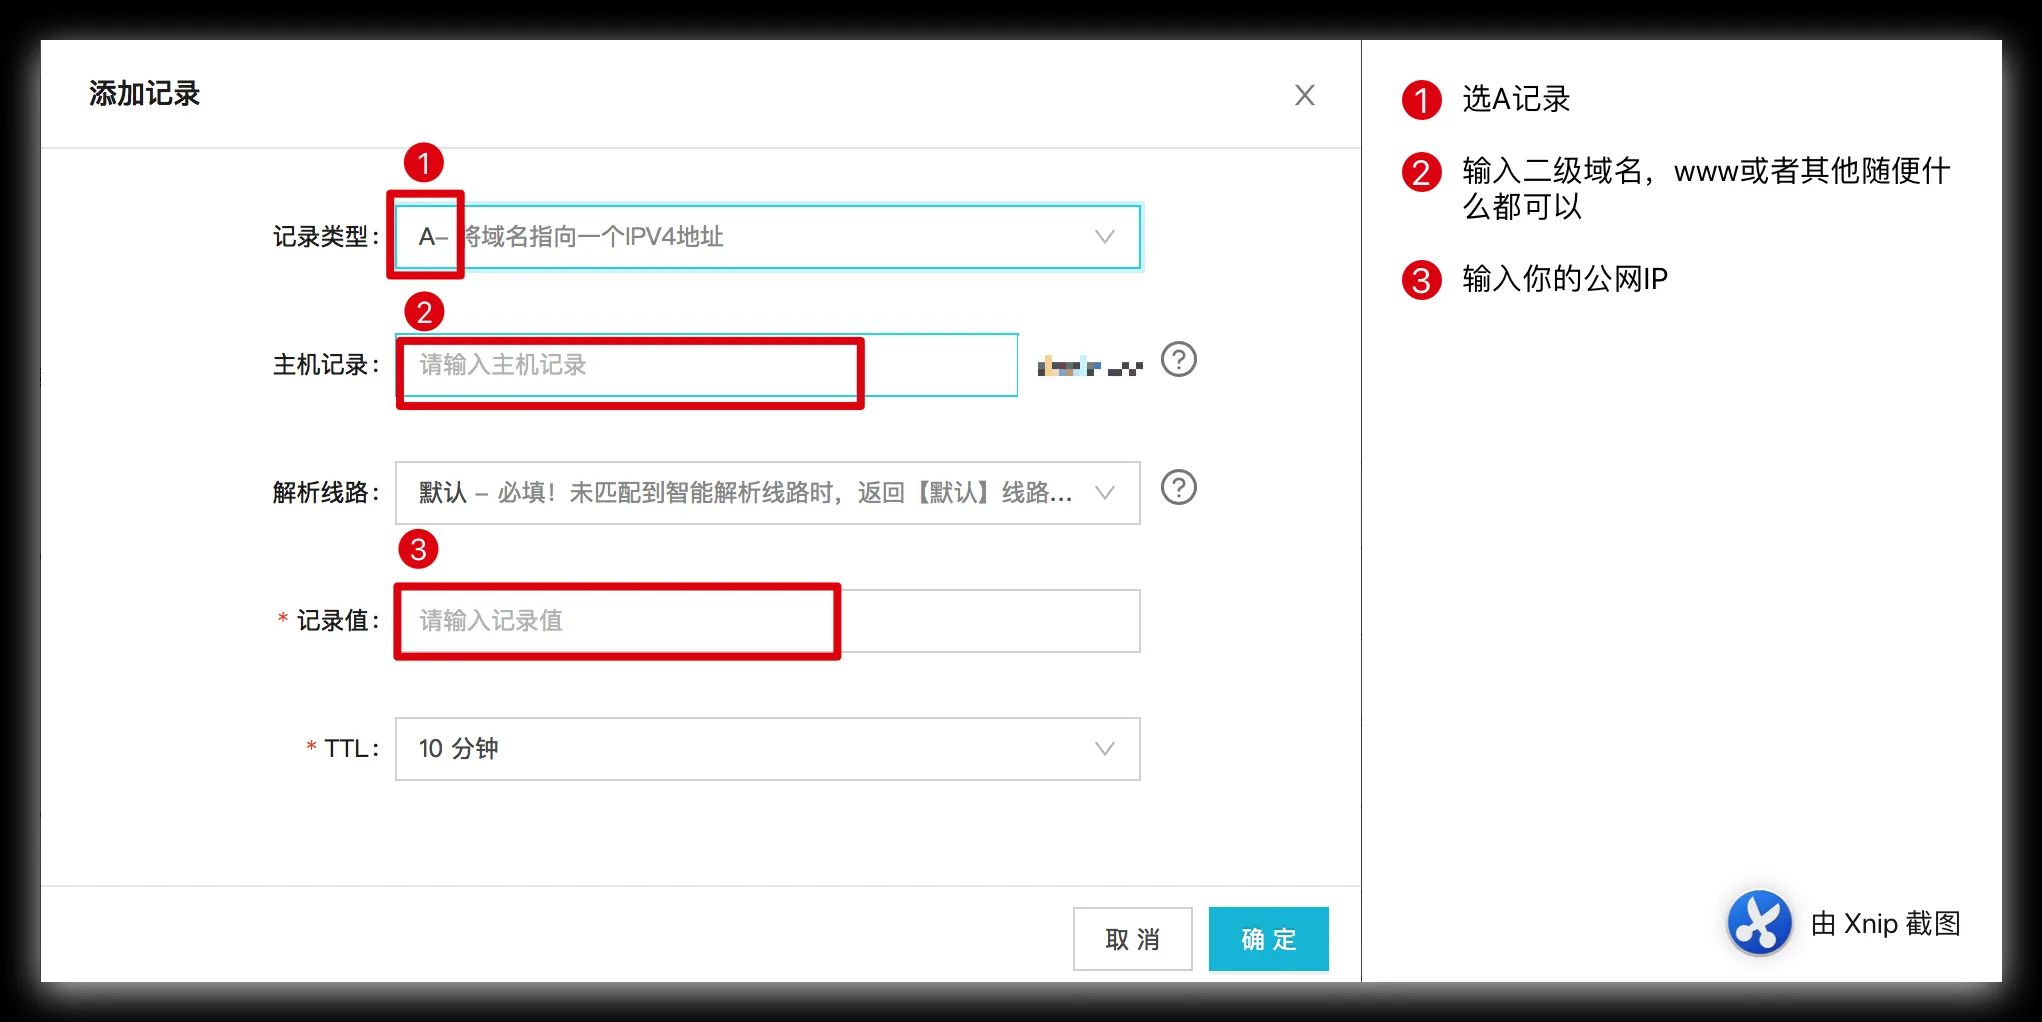 添加记录
X
1
记录类型： A– 将域名指向一个IPV4地址
2
主机记录： 请输入主机记录 ?
解析线路： 默认 – 必填！未匹配到智能解析线路时，返回【默认】线路... ?
3
* 记录值： 请输入记录值
* TTL： 10 分钟
取 消 确 定
1 选A记录
2 输入二级域名，www或者其他随便什
么都可以
3 输入你的公网IP
由 Xnip 截图